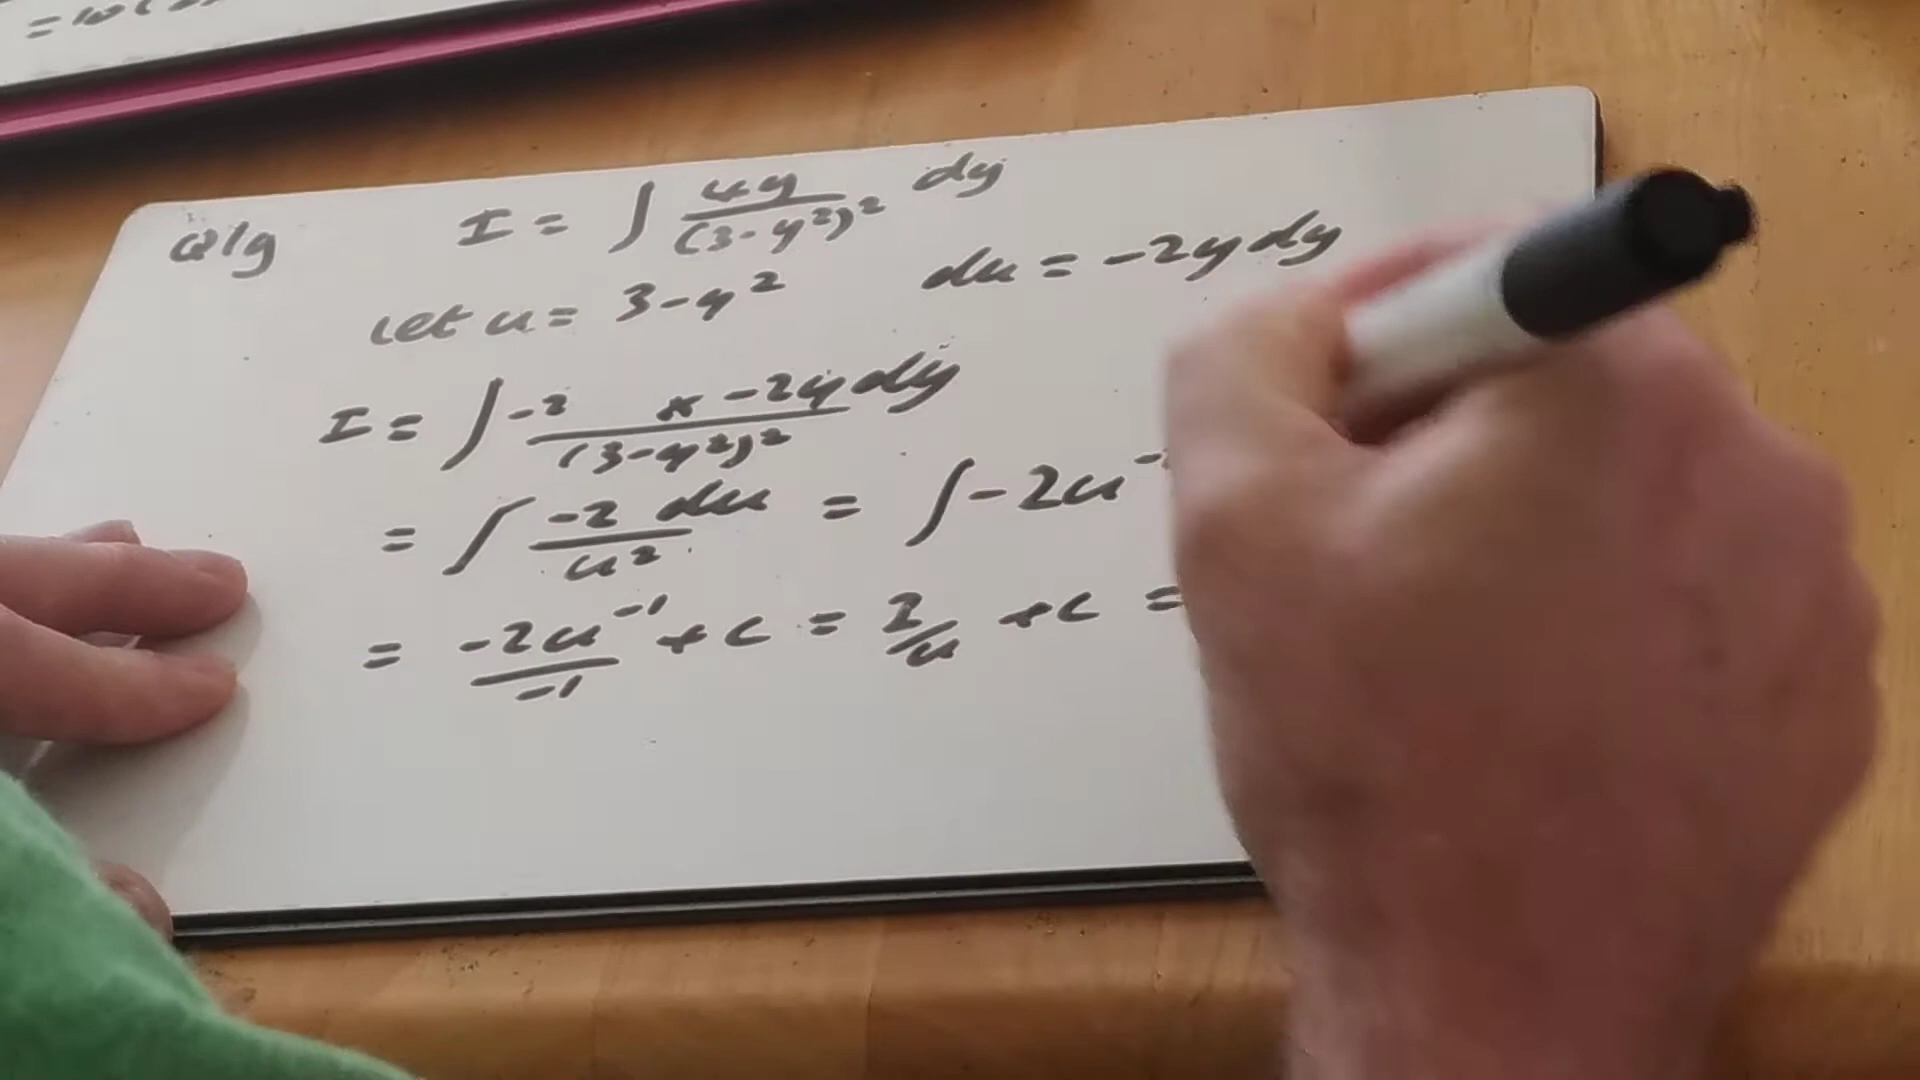 Q1g I = ∫ 4y/(3-y²)² dy
let u = 3-y² du = -2y dy
I = ∫ -2 × -2y dy/(3-y²)²
= ∫ -2 du/u² = ∫ -2u
= -2u⁻¹/-1 + c = 2/u + c =